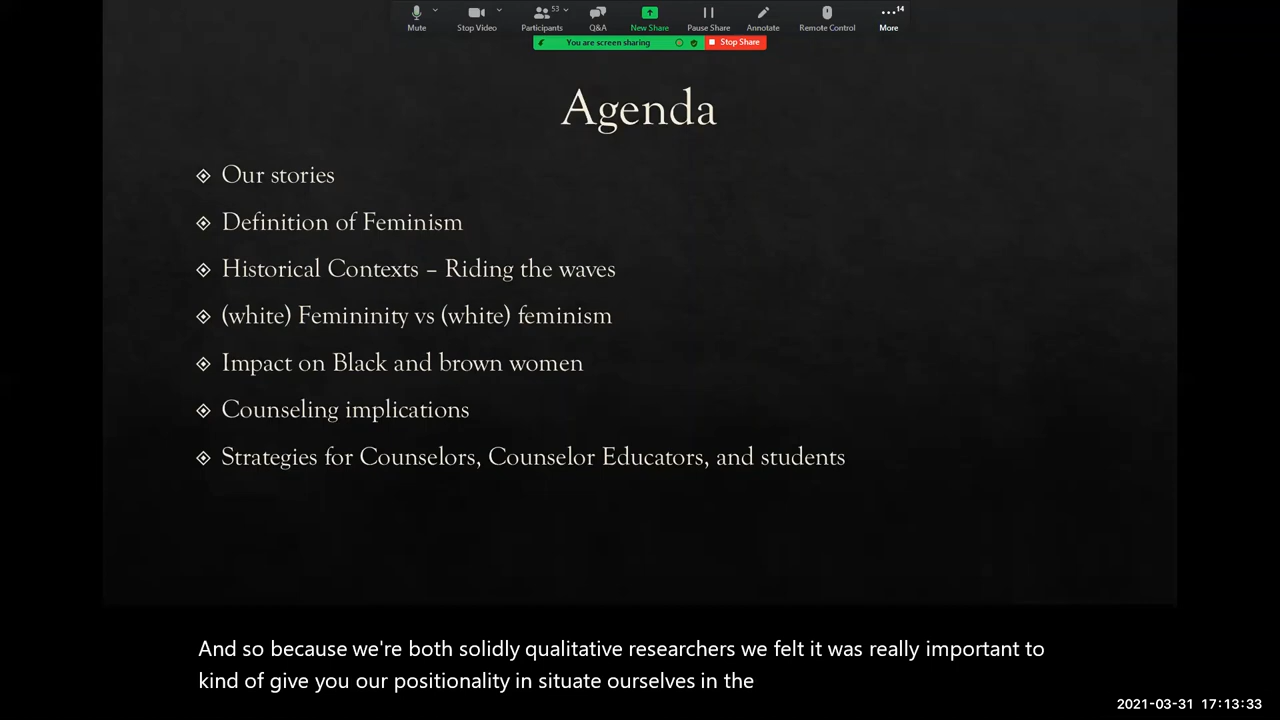 53
14
Mute
Stop Video
Participants
Q&A
New Share
Pause Share
Annotate
Remote Control
More
You are screen sharing
Stop Share
Agenda
Our stories
Definition of Feminism
Historical Contexts – Riding the waves
(white) Femininity vs (white) feminism
Impact on Black and brown women
Counseling implications
Strategies for Counselors, Counselor Educators, and students
And so because we're both solidly qualitative researchers we felt it was really important to
kind of give you our positionality in situate ourselves in the
2021-03-31 17:13:33